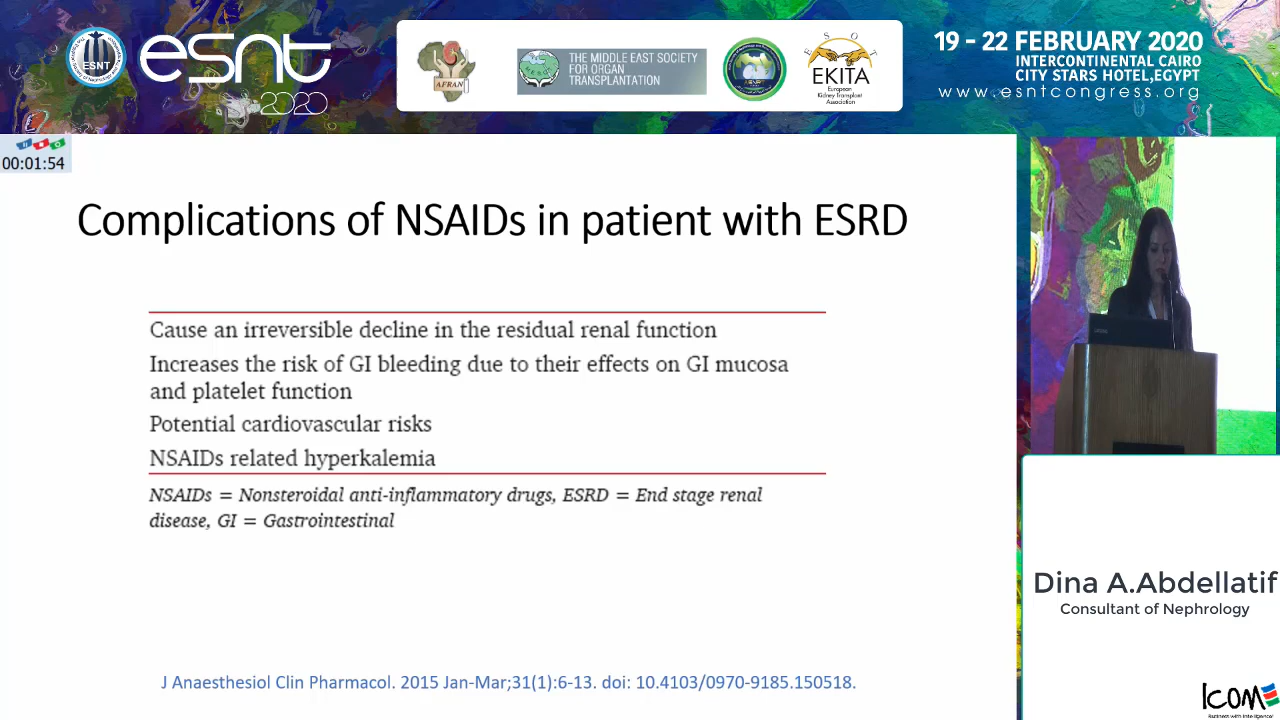 ESNT
esnt
2020
AFRAN
THE MIDDLE EAST SOCIETY
FOR ORGAN
TRANSPLANTATION
E S O T
EKITA
European
Kidney Transplant
Association
19 - 22 FEBRUARY 2020
INTERCONTINENTAL CAIRO
CITY STARS HOTEL,EGYPT
www.esntcongress.org
00:01:54
Complications of NSAIDs in patient with ESRD
Cause an irreversible decline in the residual renal function
Increases the risk of GI bleeding due to their effects on GI mucosa
and platelet function
Potential cardiovascular risks
NSAIDs related hyperkalemia
NSAIDs = Nonsteroidal anti-inflammatory drugs, ESRD = End stage renal
disease, GI = Gastrointestinal
J Anaesthesiol Clin Pharmacol. 2015 Jan-Mar;31(1):6-13. doi: 10.4103/0970-9185.150518.
Dina A.Abdellatif
Consultant of Nephrology
ICOME
Business with Intelligence!